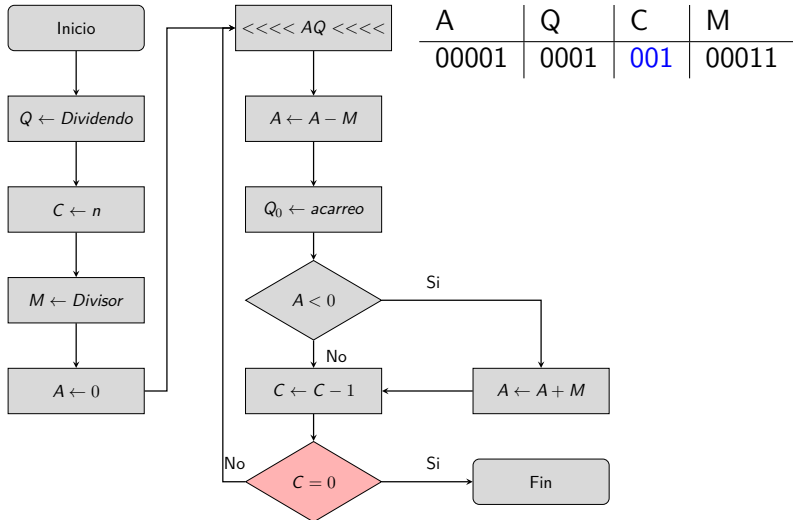 Inicio
Q ← Dividendo
C ← n
M ← Divisor
A ← 0
<<<< AQ <<<<
A ← A − M
Q₀ ← acarreo
A < 0
Si
No
C ← C − 1
A ← A + M
C = 0
No
Si
Fin
A Q C M
00001 0001 001 00011